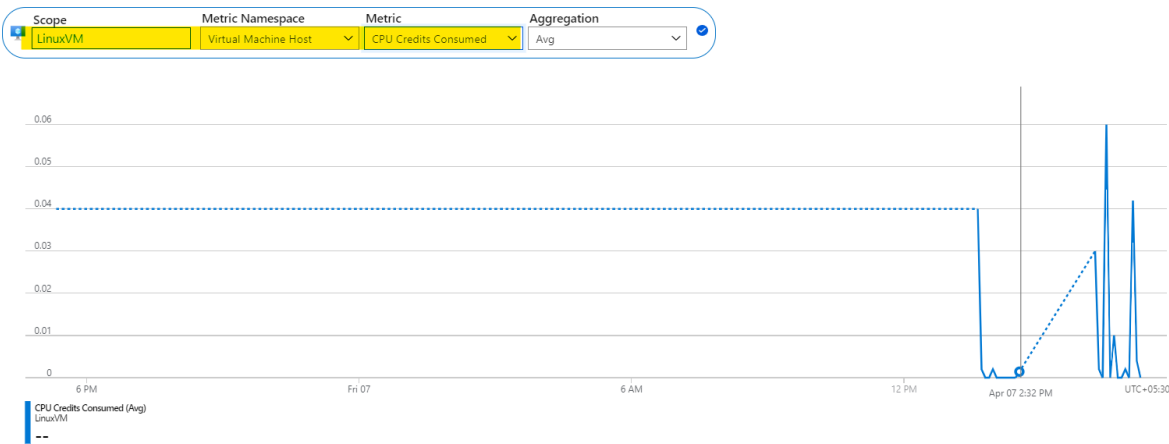 Scope Metric Namespace Metric Aggregation
LinuxVM Virtual Machine Host CPU Credits Consumed Avg
0.06
0.05
0.04
0.03
0.02
0.01
0
6 PM Fri 07 6 AM 12 PM Apr 07 2:32 PM UTC+05:30
CPU Credits Consumed (Avg)
LinuxVM
--